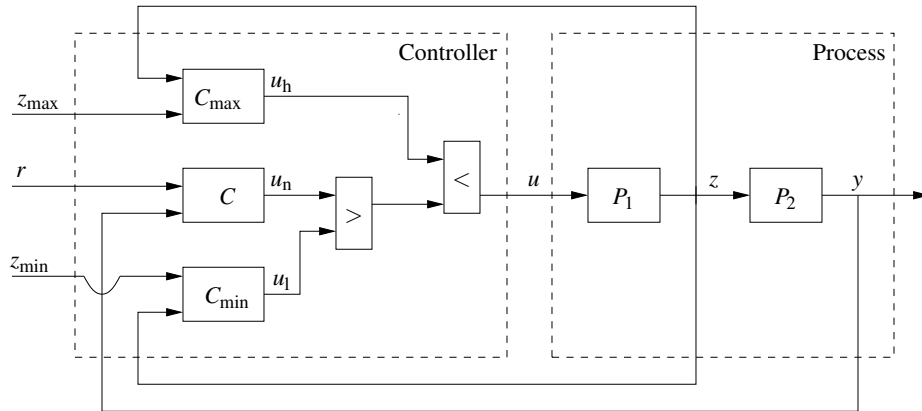 Controller
Process
z_max
C_max
u_h
r
C
u_n
>
<
u
P_1
z
P_2
y
z_min
C_min
u_l